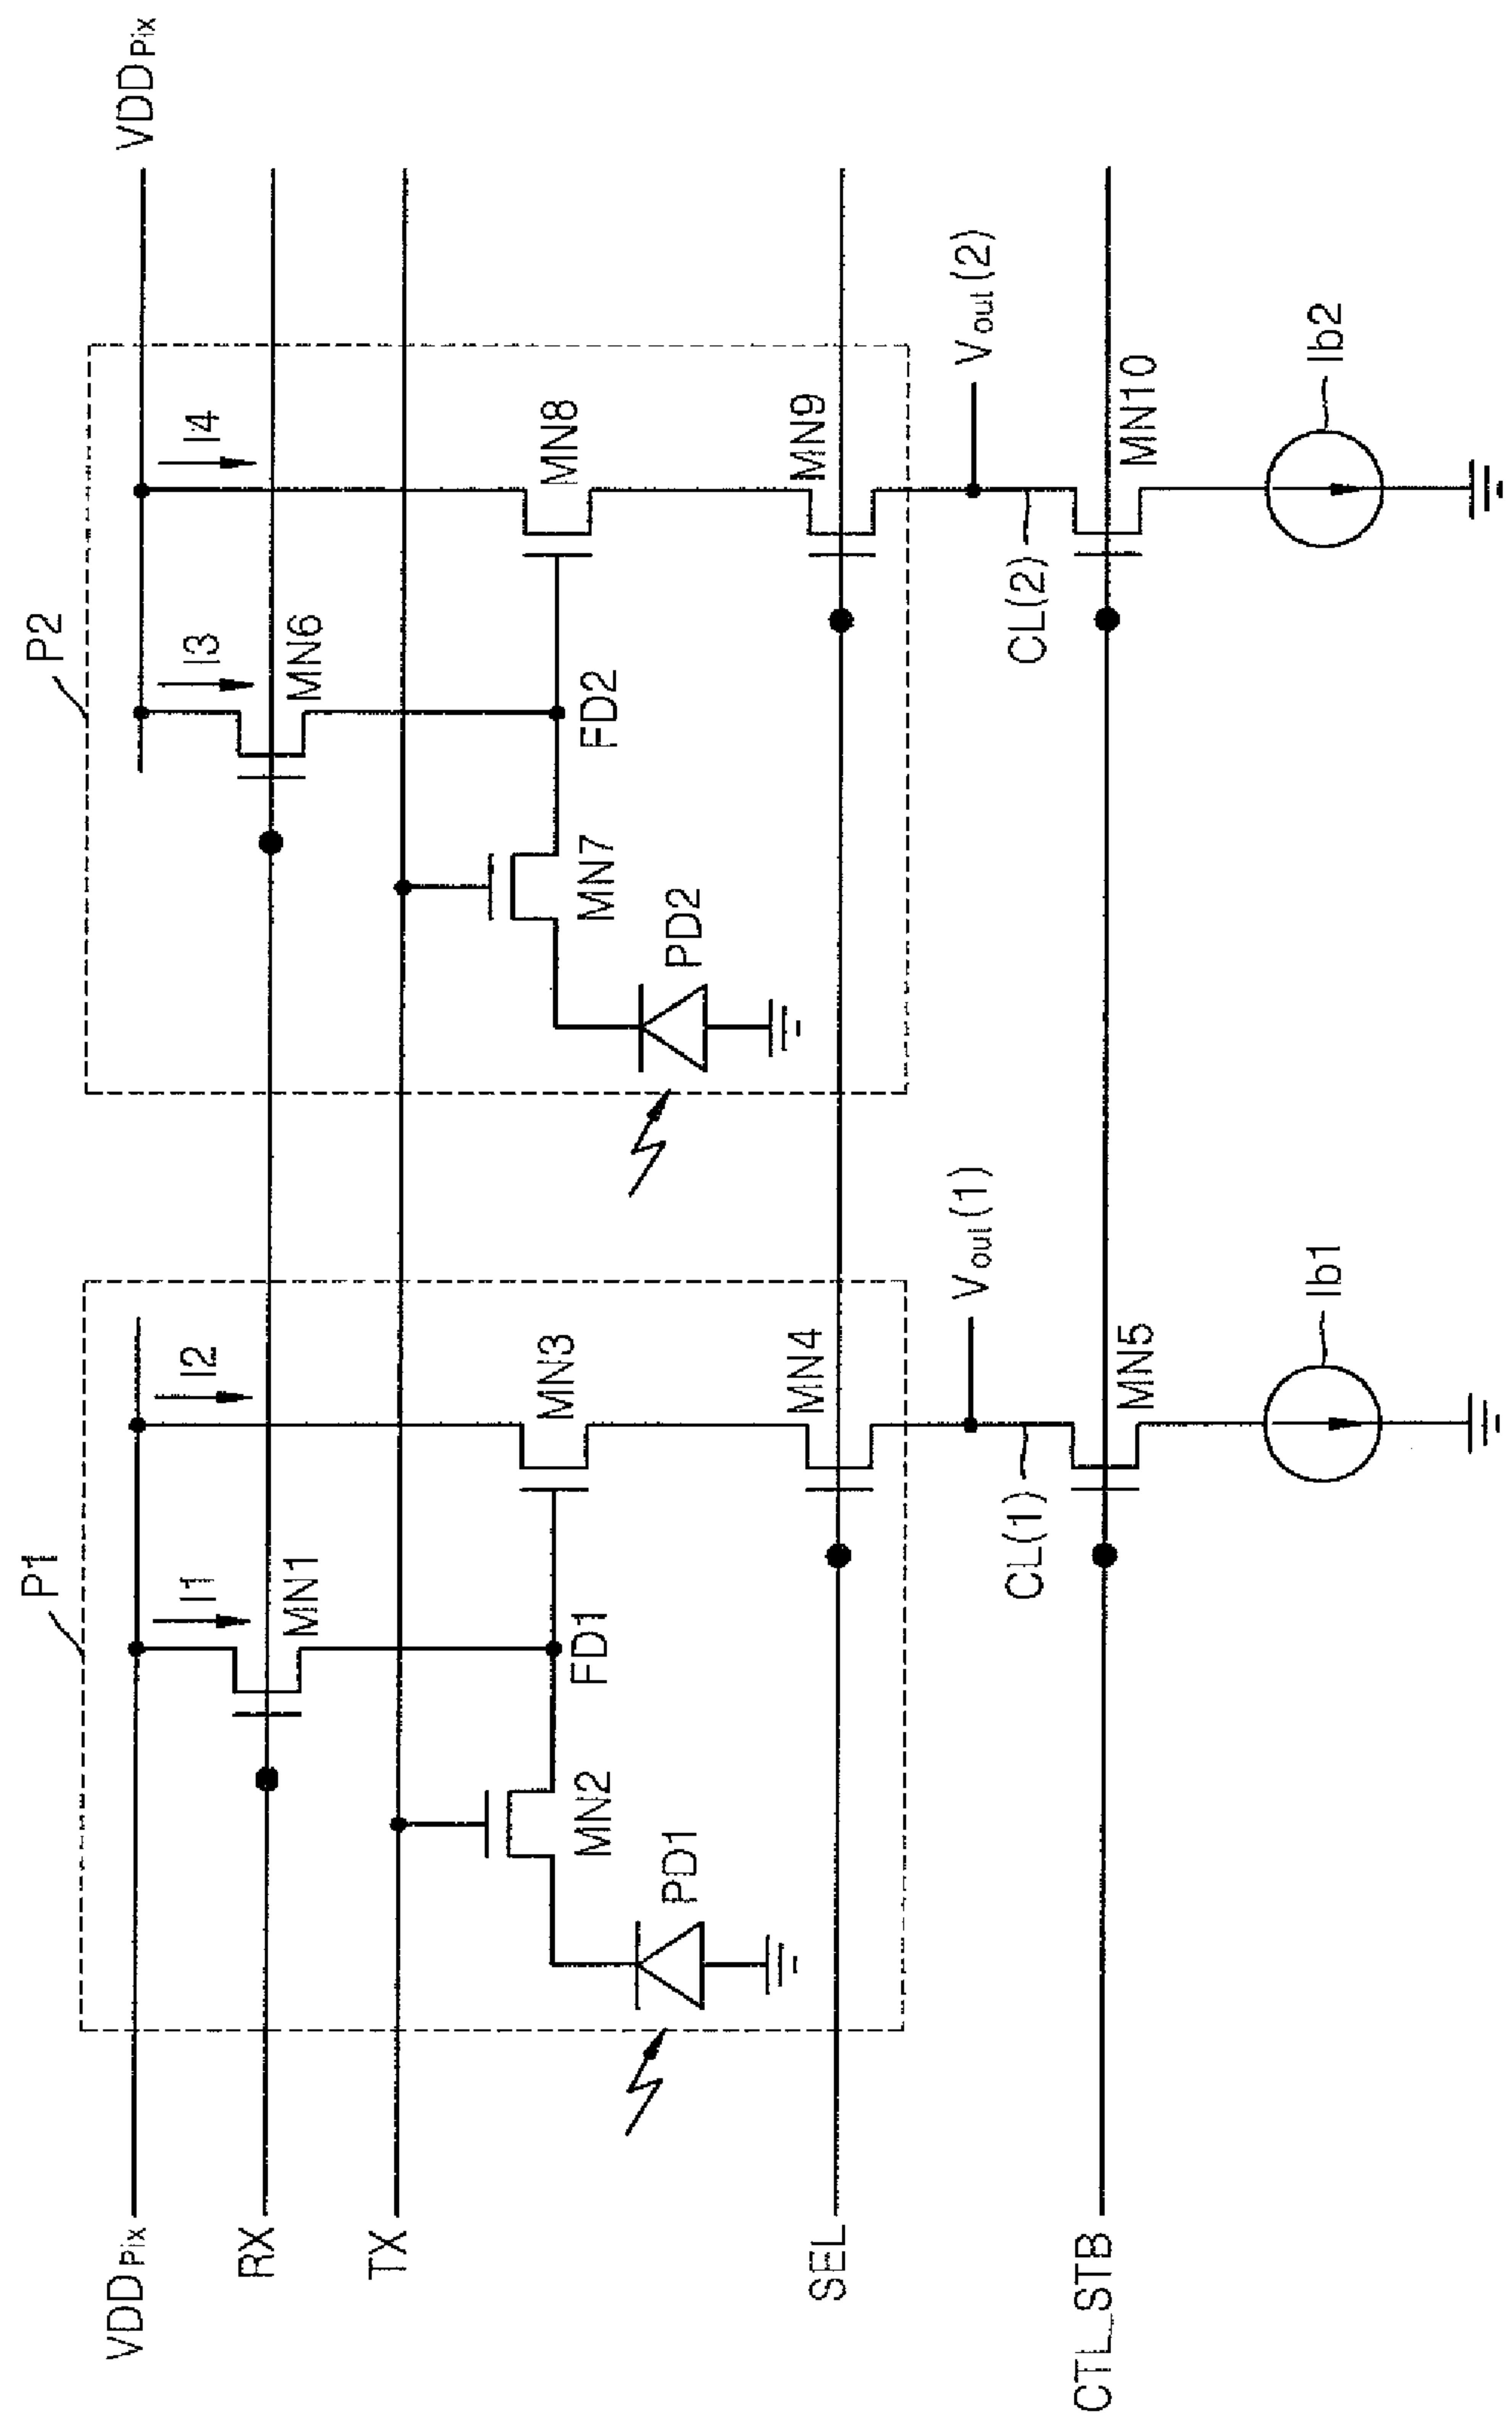 P1
P2
VDDPix
VDDPix
I1
I2
I3
I4
RX
MN1
MN6
TX
MN2
FD1
MN3
MN7
FD2
MN8
PD1
PD2
SEL
MN4
MN9
Vout(1)
Vout(2)
CL(1)
CL(2)
CTL_STB
MN5
MN10
Ib1
Ib2